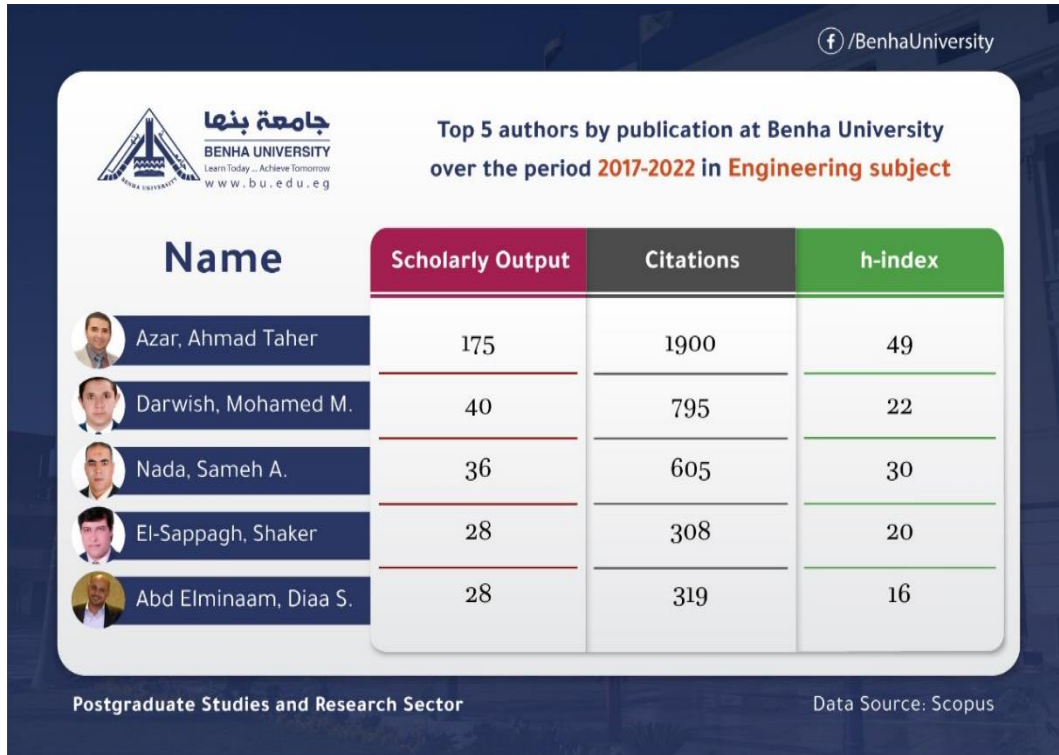 /BenhaUniversity
جامعة بنها
BENHA UNIVERSITY
Learn Today ... Achieve Tomorrow
www.bu.edu.eg
BENHA UNIVERSITY
Top 5 authors by publication at Benha University
over the period 2017-2022 in Engineering subject
Name Scholarly Output Citations h-index
Azar, Ahmad Taher 175 1900 49
Darwish, Mohamed M. 40 795 22
Nada, Sameh A. 36 605 30
El-Sappagh, Shaker 28 308 20
Abd Elminaam, Diaa S. 28 319 16
Postgraduate Studies and Research Sector
Data Source: Scopus